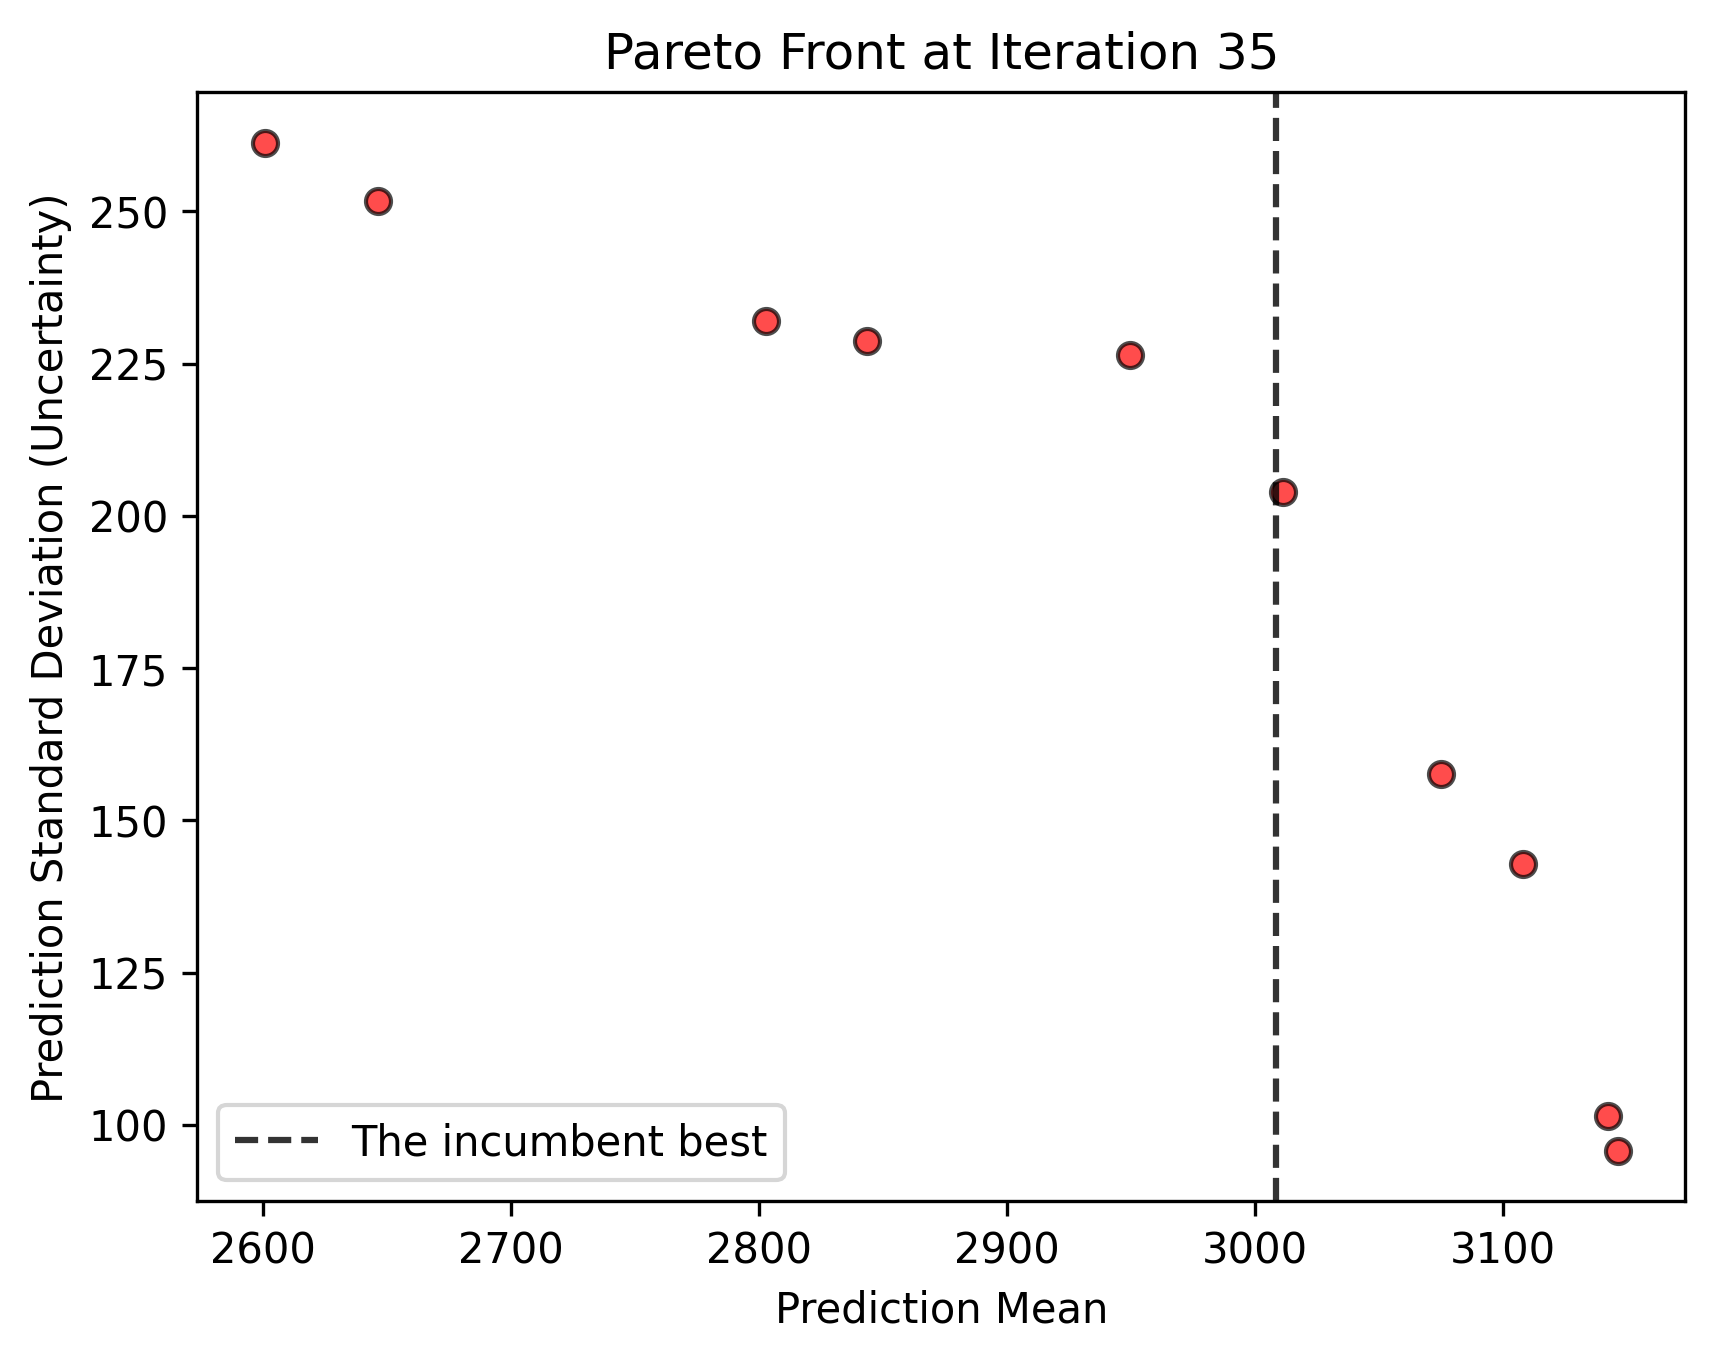 Pareto Front at Iteration 35
Prediction Standard Deviation (Uncertainty)
250
225
200
175
150
125
100
The incumbent best
2600 2700 2800 2900 3000 3100
Prediction Mean